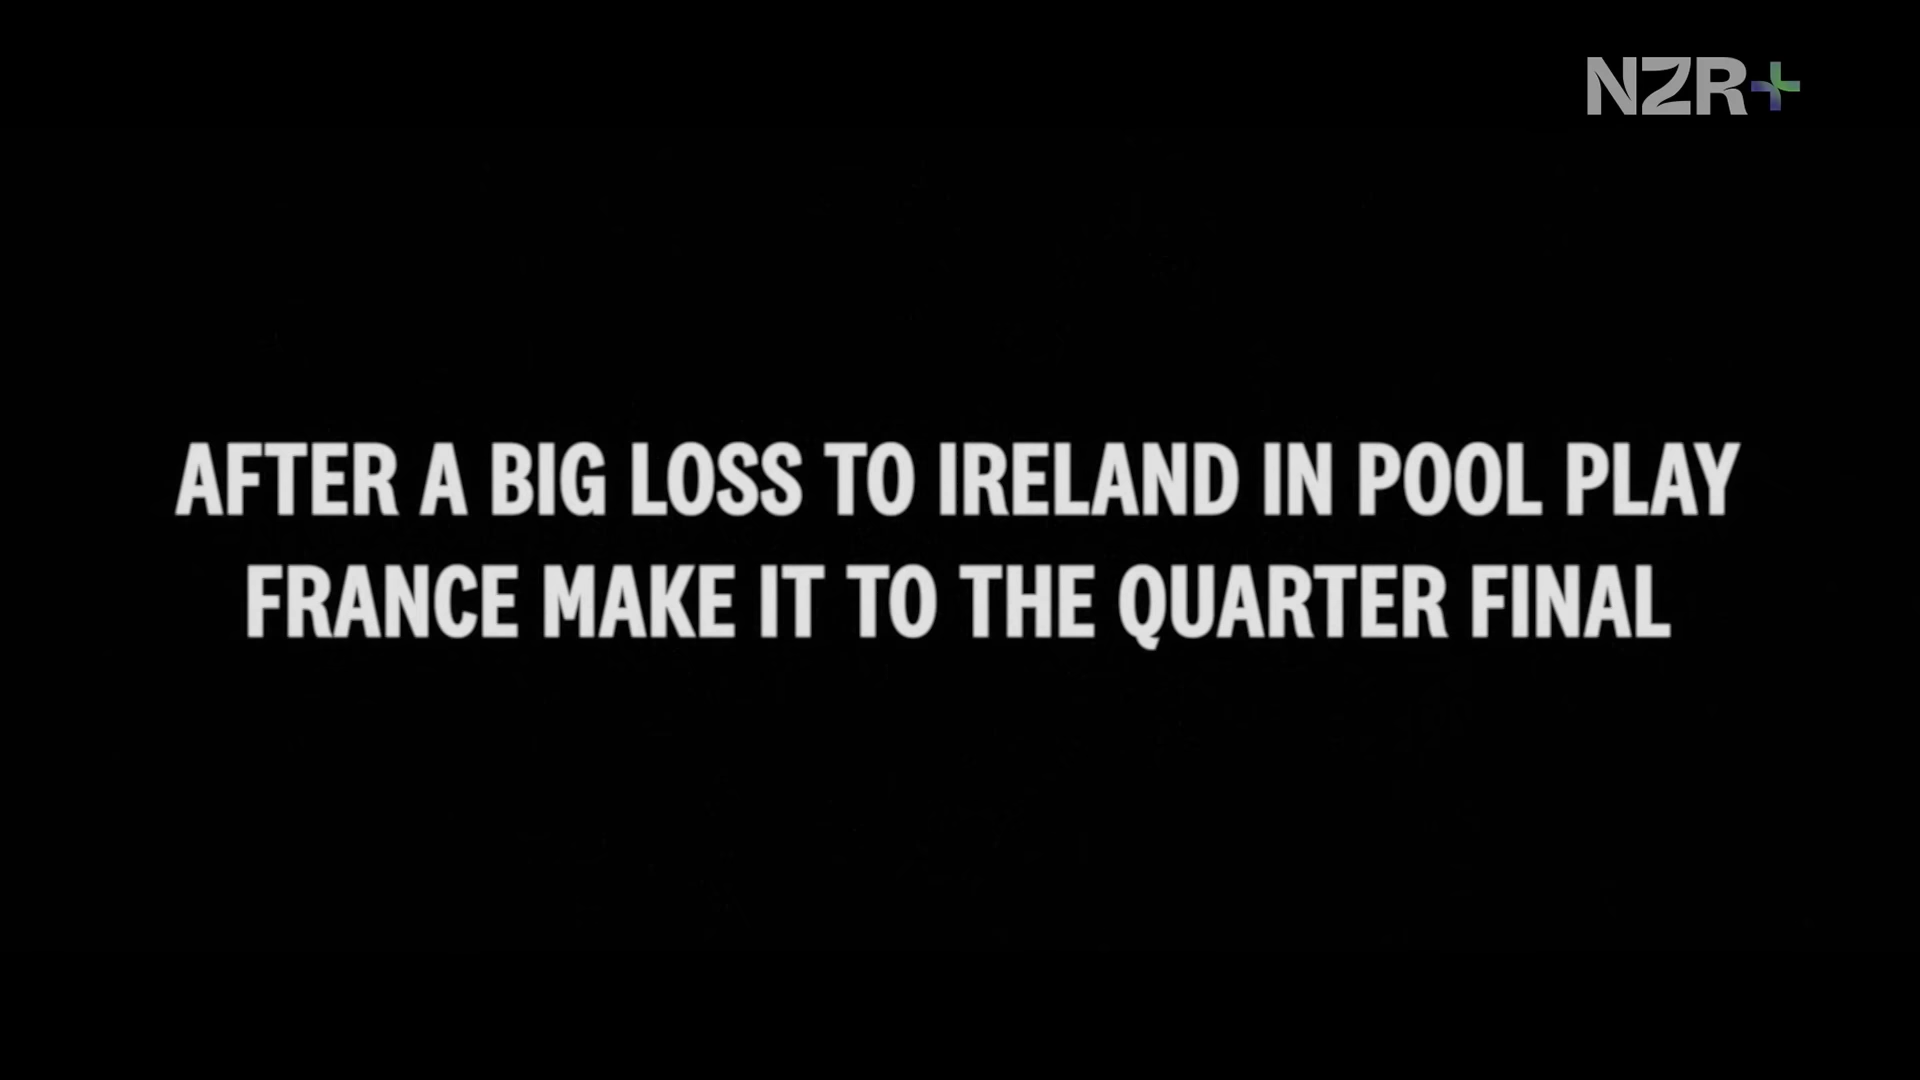 NZR+
AFTER A BIG LOSS TO IRELAND IN POOL PLAY
FRANCE MAKE IT TO THE QUARTER FINAL